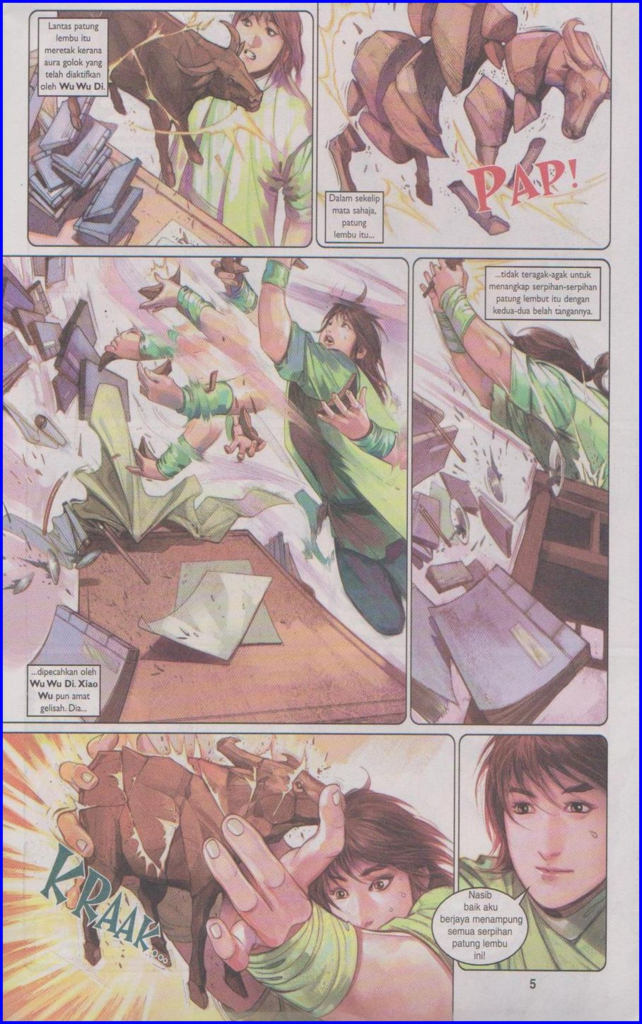 Lantas patung
lembu itu
meretak kerana
aura golok yang
telah diaktifkan
oleh Wu Wu Di.
PAP!
Dalam sekelip
mata sahaja,
patung
lembu itu...
...dipecahkan oleh
Wu Wu Di. Xiao
Wu pun amat
gelisah. Dia...
...tidak teragak-agak untuk
menangkap serpihan-serpihan
patung lembut itu dengan
kedua-dua belah tangannya.
KRAAK...
Nasib
baik aku
berjaya menampung
semua serpihan
patung lembu
ini!
5